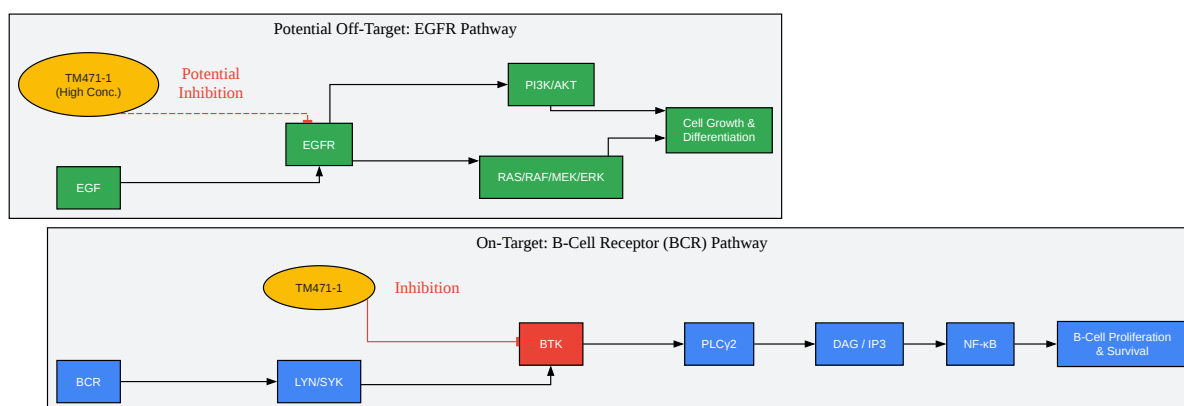 Potential Off-Target: EGFR Pathway
TM471-1
(High Conc.)
Potential
Inhibition
PI3K/AKT
Cell Growth &
Differentiation
EGFR
RAS/RAF/MEK/ERK
EGF
On-Target: B-Cell Receptor (BCR) Pathway
TM471-1
Inhibition
BTK
PLCγ2
DAG / IP3
NF-κB
B-Cell Proliferation
& Survival
BCR
LYN/SYK